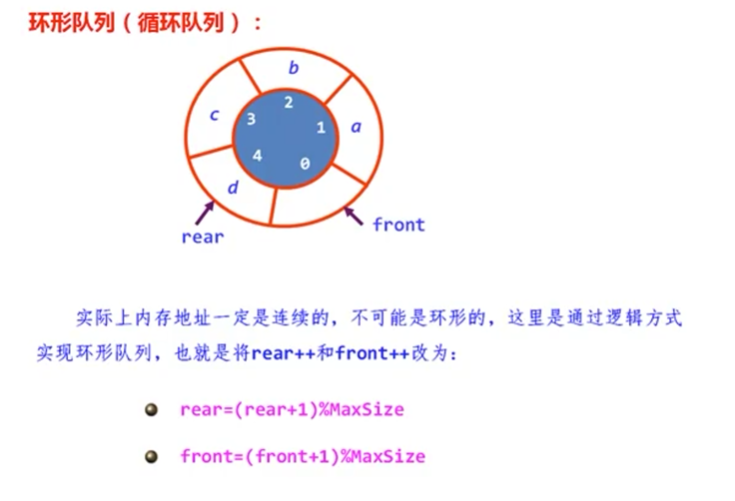 环形队列（循环队列）：
b
c
2
3
1
a
4
0
d
front
rear
实际上内存地址一定是连续的，不可能是环形的，这里是通过逻辑方式
实现环形队列，也就是将rear++和front++改为：
rear=(rear+1)%MaxSize
front=(front+1)%MaxSize